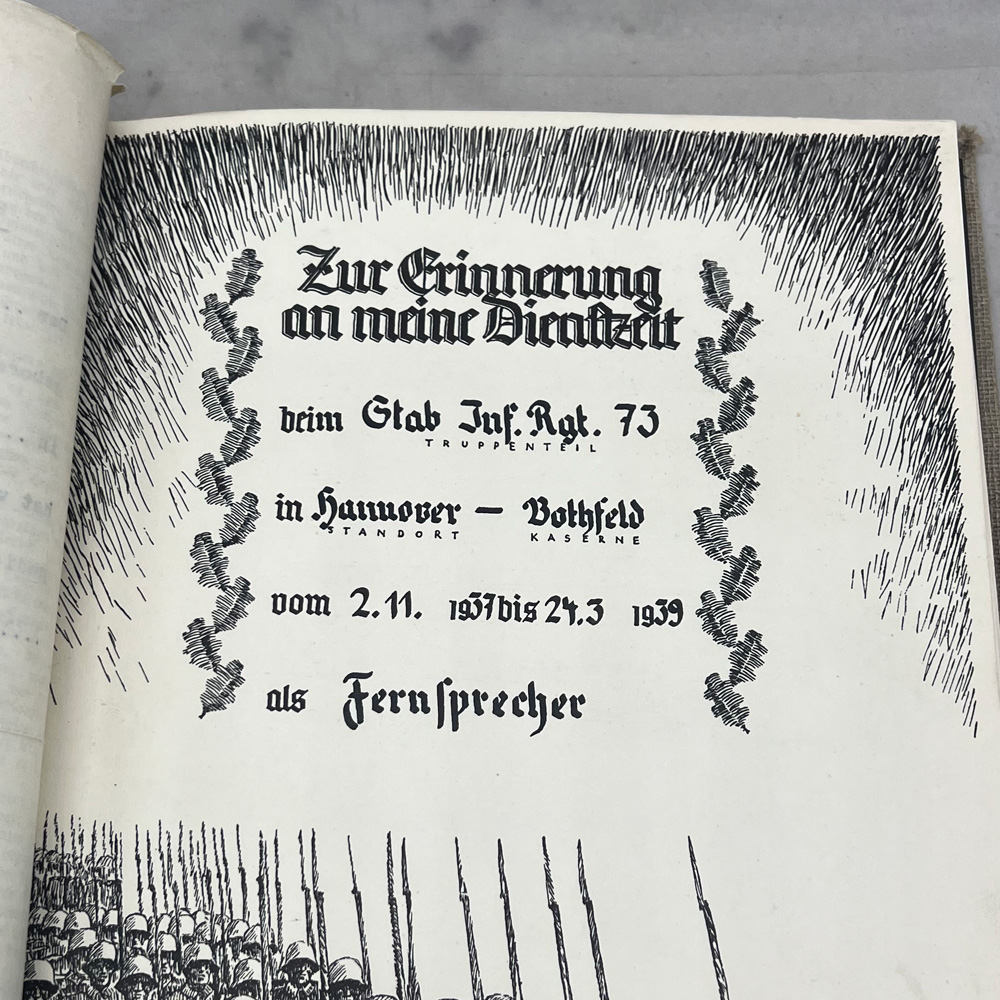 Zur Erinnerung
an meine Dienstzeit
beim Stab Inf. Rgt. 73
TRUPPENTEIL
in Hannover — Bothfeld
STANDORT KASERNE
vom 2.11. 1937 bis 24.3 1939
als Fernsprecher